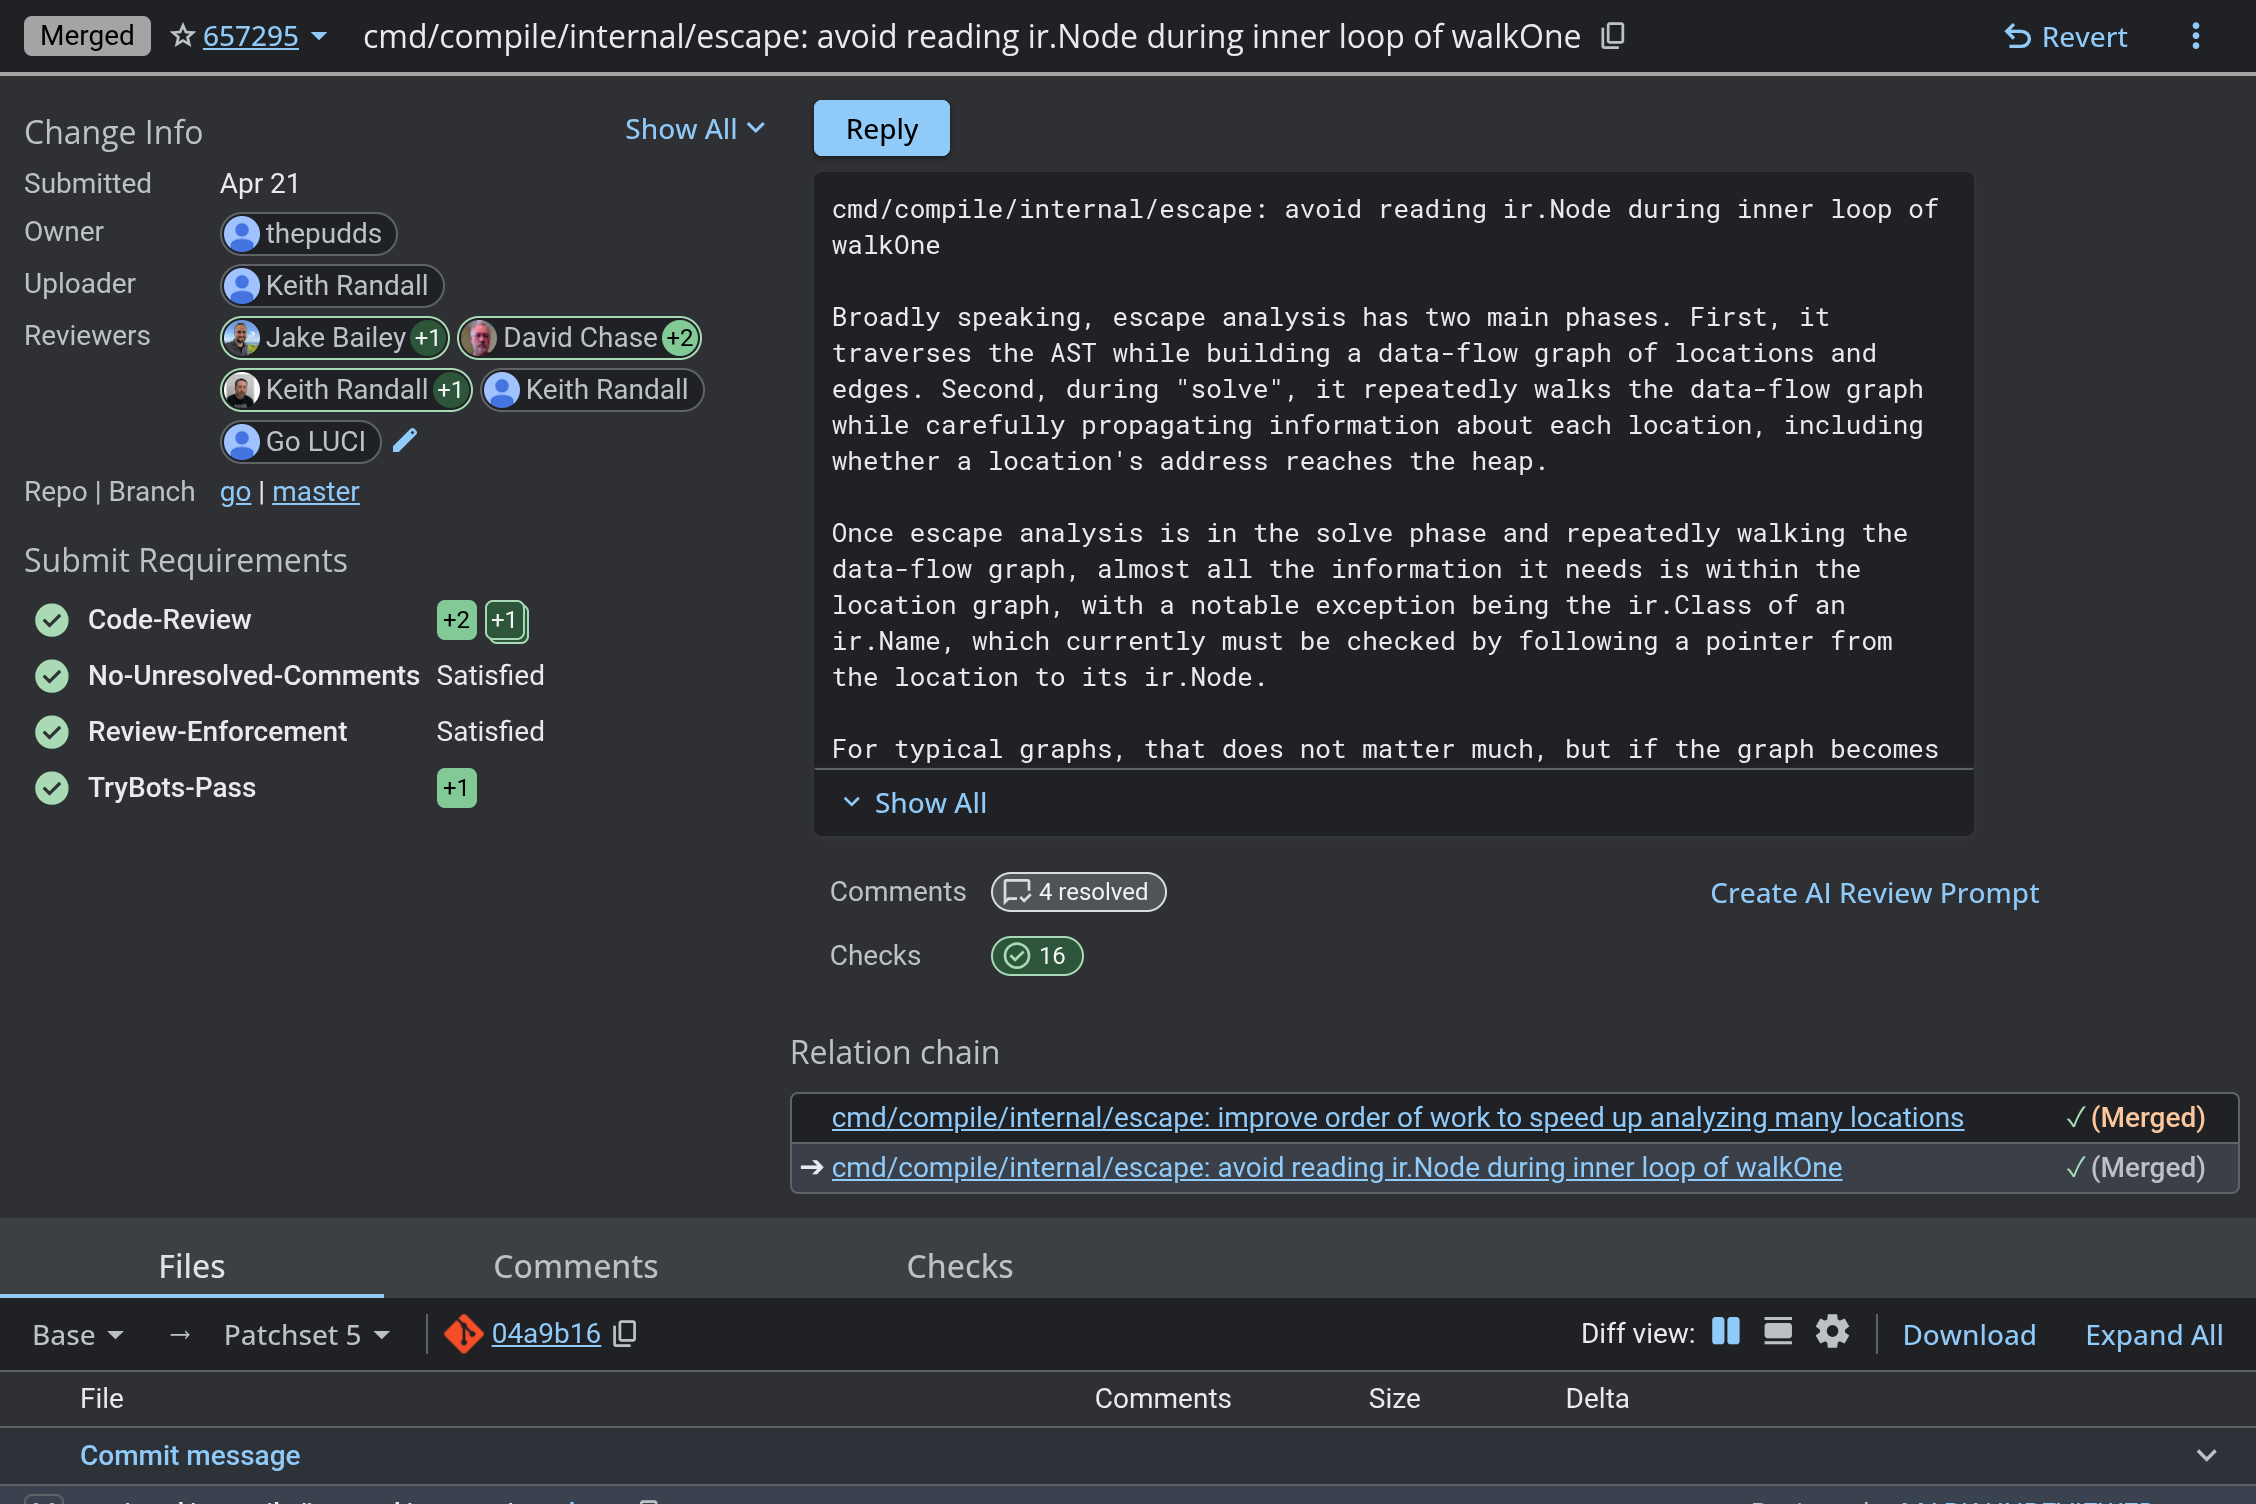 Merged 657295 cmd/compile/internal/escape: avoid reading ir.Node during inner loop of walkOne Revert
Change Info Show All
Submitted Apr 21
Owner thepudds
Uploader Keith Randall
Reviewers Jake Bailey +1 David Chase +2
Keith Randall +1 Keith Randall
Go LUCI
Repo | Branch go | master
Submit Requirements
Code-Review +2 +1
No-Unresolved-Comments Satisfied
Review-Enforcement Satisfied
TryBots-Pass +1
Reply
cmd/compile/internal/escape: avoid reading ir.Node during inner loop of
walkOne
Broadly speaking, escape analysis has two main phases. First, it
traverses the AST while building a data-flow graph of locations and
edges. Second, during "solve", it repeatedly walks the data-flow graph
while carefully propagating information about each location, including
whether a location's address reaches the heap.
Once escape analysis is in the solve phase and repeatedly walking the
data-flow graph, almost all the information it needs is within the
location graph, with a notable exception being the ir.Class of an
ir.Name, which currently must be checked by following a pointer from
the location to its ir.Node.
For typical graphs, that does not matter much, but if the graph becomes
Show All
Comments 4 resolved Create AI Review Prompt
Checks 16
Relation chain
cmd/compile/internal/escape: improve order of work to speed up analyzing many locations ✓ (Merged)
→ cmd/compile/internal/escape: avoid reading ir.Node during inner loop of walkOne ✓ (Merged)
Files Comments Checks
Base → Patchset 5 04a9b16 Diff view: Download Expand All
File Comments Size Delta
Commit message